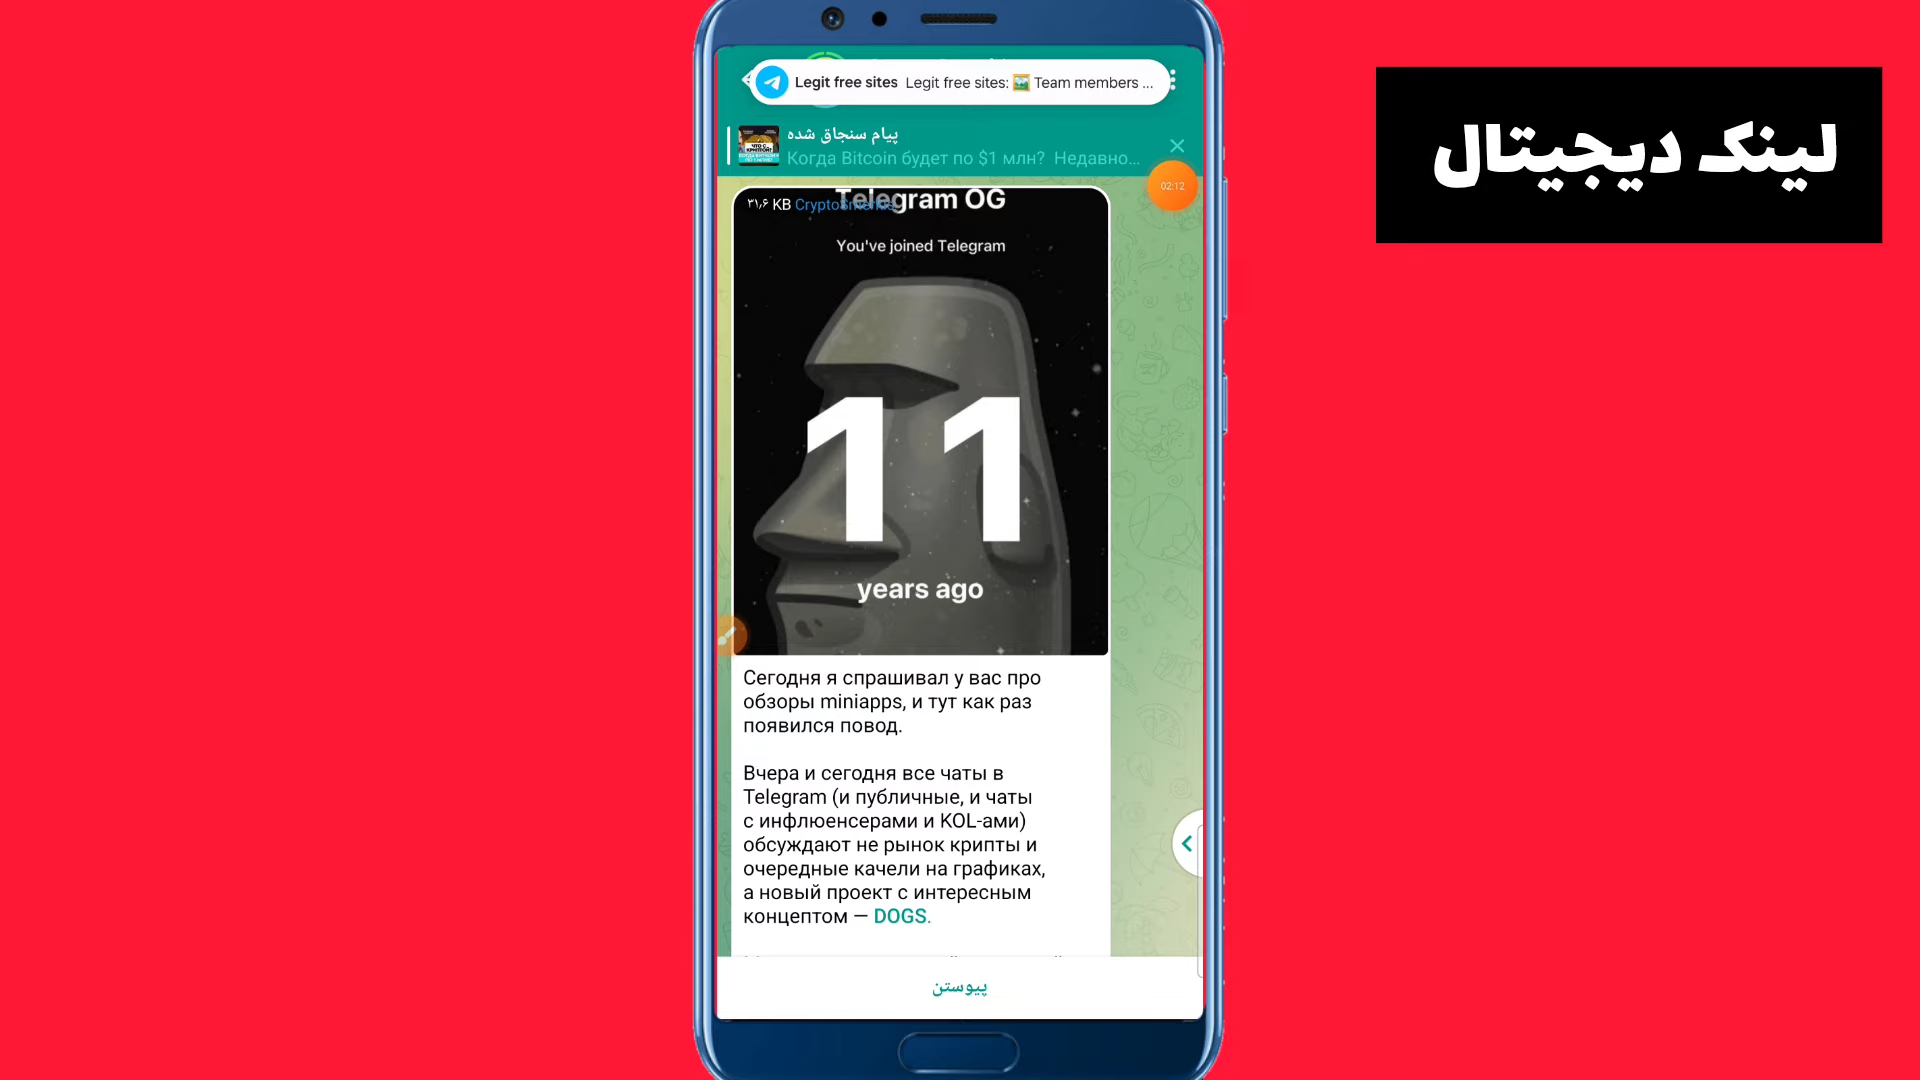 Legit free sites Legit free sites: 🖼️ Team members ...
پیام سنجاق شده
Когда Bitcoin будет по $1 млн? Недавно...
02:12
Telegram OG
۳۱٫۶ KB
You've joined Telegram
11
years ago
Сегодня я спрашивал у вас про
обзоры miniapps, и тут как раз
появился повод.
Вчера и сегодня все чаты в
Telegram (и публичные, и чаты
с инфлюенсерами и KOL-ами)
обсуждают не рынок крипты и
очередные качели на графиках,
а новый проект с интересным
концептом — DOGS.
پیوستن
لینک دیجیتال